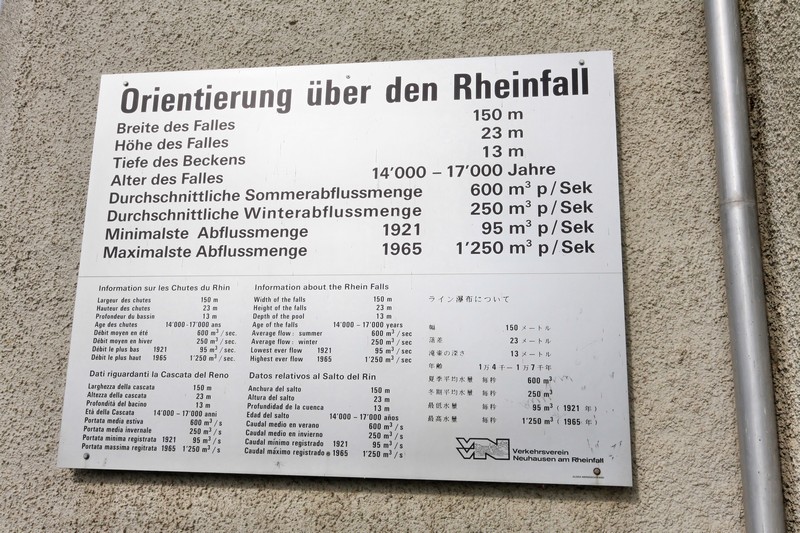 Orientierung über den Rheinfall
Breite des Falles 150 m
Höhe des Falles 23 m
Tiefe des Beckens 13 m
Alter des Falles 14'000 – 17'000 Jahre
Durchschnittliche Sommerabflussmenge 600 m³ p/Sek
Durchschnittliche Winterabflussmenge 250 m³ p/Sek
Minimalste Abflussmenge 1921 95 m³ p/Sek
Maximalste Abflussmenge 1965 1'250 m³ p/Sek
Information sur les Chutes du Rhin
Largeur des chutes 150 m
Hauteur des chutes 23 m
Profondeur du bassin 13 m
Age des chutes 14'000-17'000 ans
Débit moyen en été 600 m³/sec.
Débit moyen en hiver 250 m³/sec.
Débit le plus bas 1921 95 m³/sec.
Débit le plus haut 1965 1'250 m³/sec.
Information about the Rhein Falls
Width of the falls 150 m
Height of the falls 23 m
Depth of the pool 13 m
Age of the falls 14'000 – 17'000 years
Average flow: summer 600 m³/sec.
Average flow: winter 250 m³/sec.
Lowest ever flow 1921 95 m³/sec.
Highest ever flow 1965 1'250 m³/sec.
ライン瀑布について
幅 150 メートル
落差 23 メートル
滝壷の深さ 13 メートル
年齢 1万4千ー1万7千年
夏季平均水量 毎秒 600 m³
冬期平均水量 毎秒 250 m³
最低水量 毎秒 95 m³ (1921 年)
最高水量 毎秒 1'250 m³ (1965 年)
Dati riguardanti la Cascata del Reno
Larghezza della cascata 150 m
Altezza della cascata 23 m
Profondità del bacino 13 m
Età della Cascata 14'000 – 17'000 anni
Portata media estiva 600 m³/s
Portata media invernale 250 m³/s
Portata minima registrata 1921 95 m³/s
Portata massima regitrata 1965 1'250 m³/s
Datos relativos al Salto del Rin
Anchura del salto 150 m
Altura del salto 23 m
Profundidad de la cuenca 13 m
Edad del salto 14'000 – 17'000 años
Caudal medio en verano 600 m³/s
Caudal medio en invierno 250 m³/s
Caudal mínimo registrado 1921 95 m³/s
Caudal máximo registrado 1965 1'250 m³/s
VVN Verkehrsverein
Neuhausen am Rheinfall